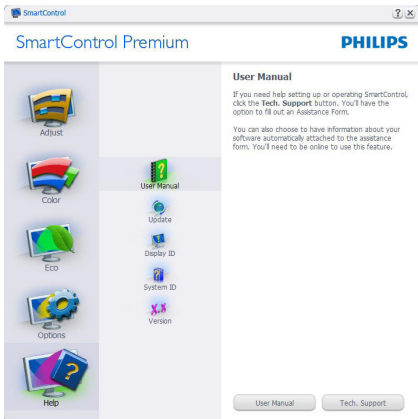 SmartControl
? ×
SmartControl Premium
PHILIPS
Adjust
Color
Eco
Options
Help
User Manual
Update
Display ID
System ID
X.X
Version
User Manual
If you need help setting up or operating SmartControl,
click the Tech. Support button. You'll have the
option to fill out an Assistance Form.
You can also choose to have information about your
software automatically attached to the assistance
form. You'll need to be online to use this feature.
User Manual
Tech. Support